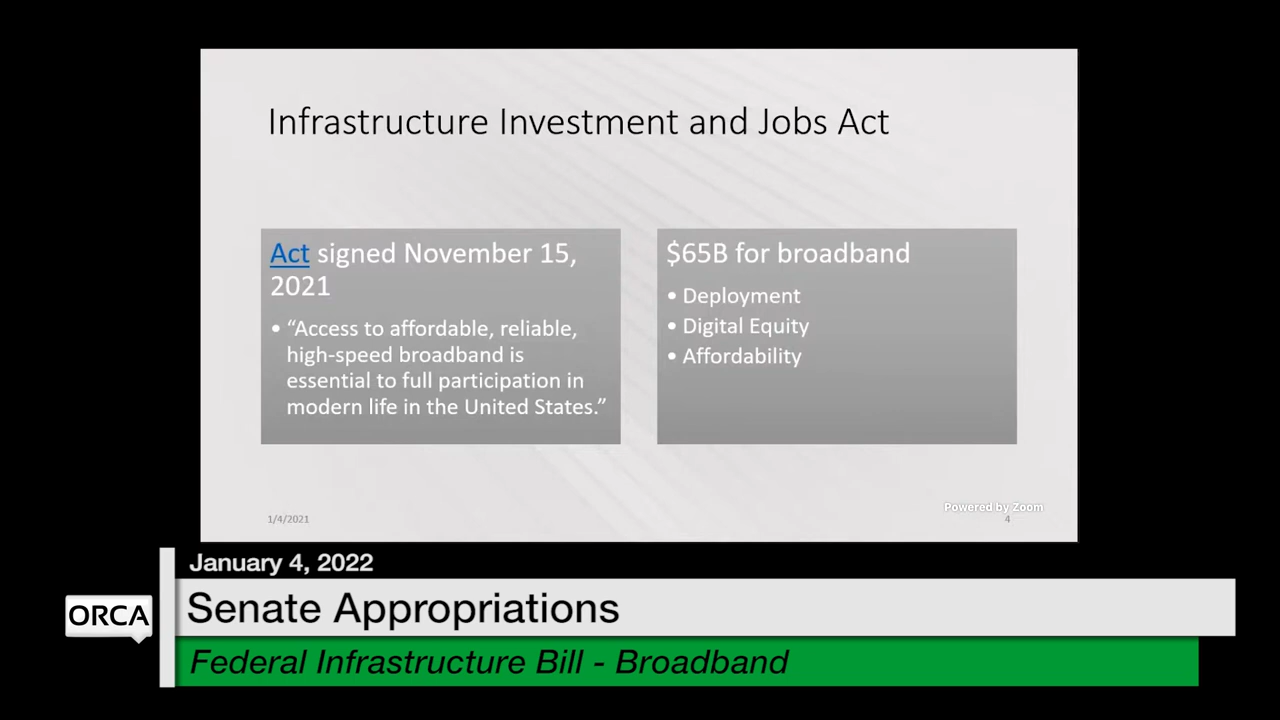 Infrastructure Investment and Jobs Act
Act signed November 15,
2021
• “Access to affordable, reliable,
high-speed broadband is
essential to full participation in
modern life in the United States.”
$65B for broadband
• Deployment
• Digital Equity
• Affordability
1/4/2021
Powered by Zoom
4
January 4, 2022
ORCA
Senate Appropriations
Federal Infrastructure Bill - Broadband